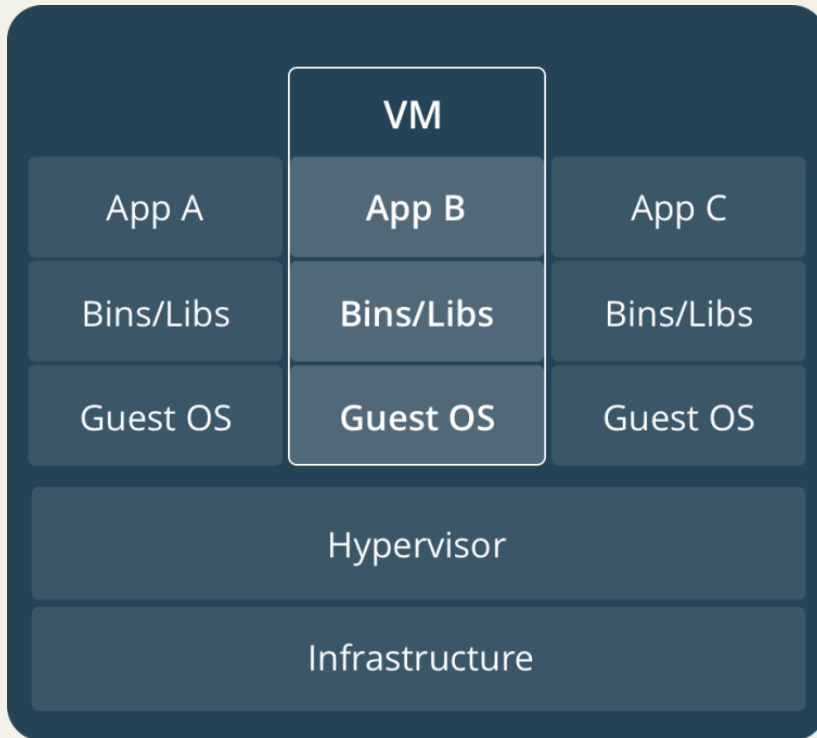 VM
App A
App B
App C
Bins/Libs
Bins/Libs
Bins/Libs
Guest OS
Guest OS
Guest OS
Hypervisor
Infrastructure